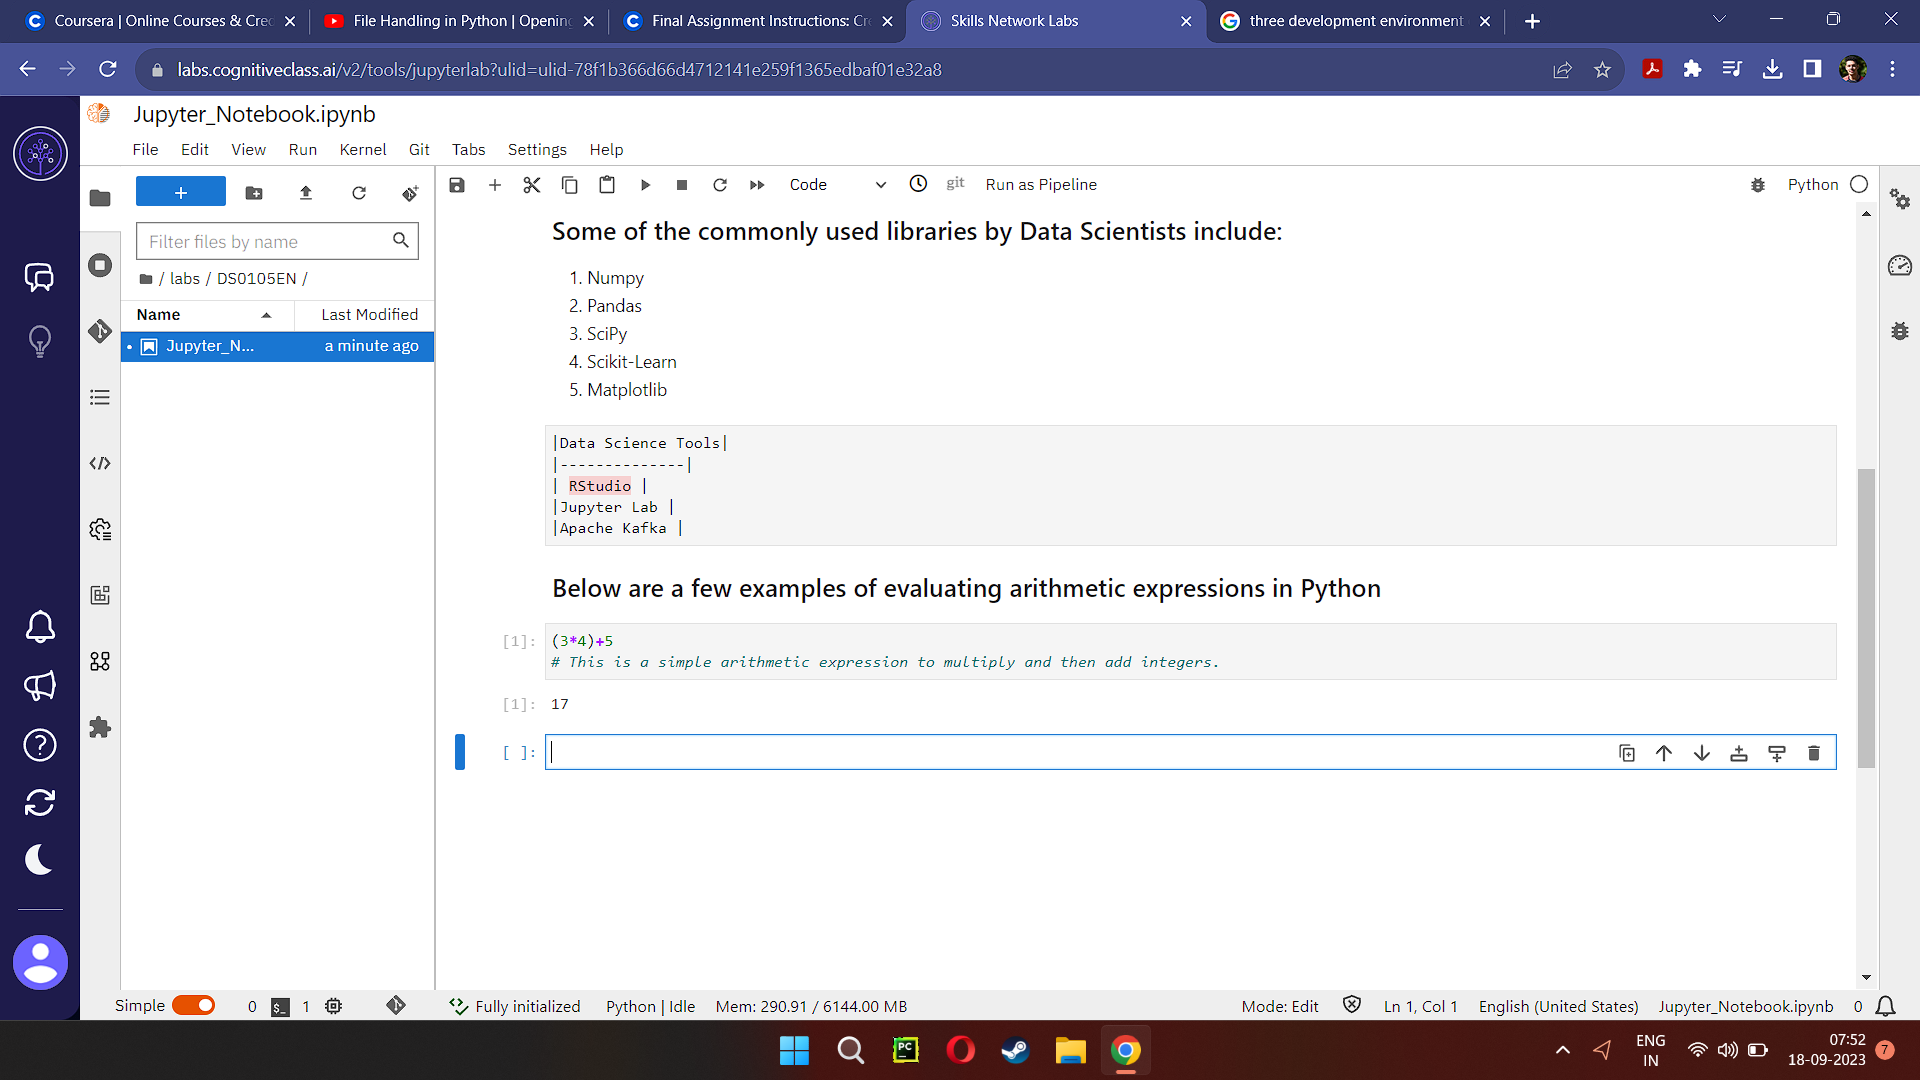 Coursera | Online Courses & Cre
File Handling in Python | Opening
Final Assignment Instructions: Cre
Skills Network Labs
three development environment
labs.cognitiveclass.ai/v2/tools/jupyterlab?ulid=ulid-78f1b366d66d4712141e259f1365edbaf01e32a8
Jupyter_Notebook.ipynb
File Edit View Run Kernel Git Tabs Settings Help
Code
git
Run as Pipeline
Python
Filter files by name
/ labs / DS0105EN /
Name Last Modified
Jupyter_N... a minute ago
Some of the commonly used libraries by Data Scientists include:
1. Numpy
2. Pandas
3. SciPy
4. Scikit-Learn
5. Matplotlib
|Data Science Tools|
|--------------|
| RStudio |
|Jupyter Lab |
|Apache Kafka |
Below are a few examples of evaluating arithmetic expressions in Python
[1]: (3*4)+5
# This is a simple arithmetic expression to multiply and then add integers.
[1]: 17
[ ]:
Simple 0 $_ 1 Fully initialized Python | Idle Mem: 290.91 / 6144.00 MB Mode: Edit Ln 1, Col 1 English (United States) Jupyter_Notebook.ipynb 0
PC
ENG
IN
07:52
18-09-2023
7